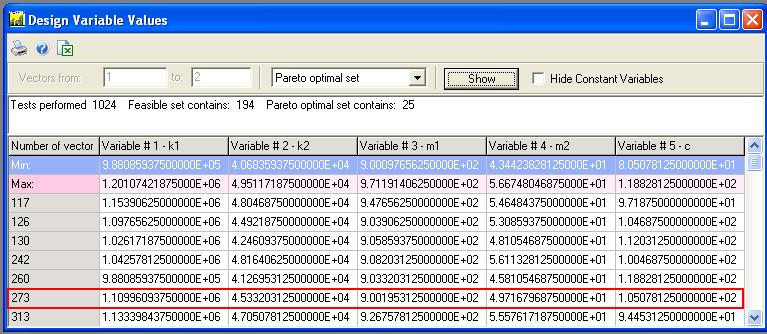 Design Variable Values
Vectors from: 1 to: 2 Pareto optimal set Show Hide Constant Variables
Tests performed 1024 Feasible set contains: 194 Pareto optimal set contains: 25
Number of vector Variable # 1 - k1 Variable # 2 - k2 Variable # 3 - m1 Variable # 4 - m2 Variable # 5 - c
Min: 9.88085937500000E+05 4.06835937500000E+04 9.00097656250000E+02 4.34423828125000E+01 8.05078125000000E+01
Max: 1.20107421875000E+06 4.95117187500000E+04 9.71191406250000E+02 5.66748046875000E+01 1.18828125000000E+02
117 1.15390625000000E+06 4.80468750000000E+04 9.47656250000000E+02 5.46484375000000E+01 9.71875000000000E+01
126 1.09765625000000E+06 4.49218750000000E+04 9.03906250000000E+02 5.30859375000000E+01 1.04687500000000E+02
130 1.02617187500000E+06 4.24609375000000E+04 9.05859375000000E+02 4.81054687500000E+01 1.12031250000000E+02
242 1.04257812500000E+06 4.81640625000000E+04 9.08203125000000E+02 5.61132812500000E+01 1.00468750000000E+02
260 9.88085937500000E+05 4.12695312500000E+04 9.03320312500000E+02 4.58105468750000E+01 1.18828125000000E+02
273 1.10996093750000E+06 4.53320312500000E+04 9.00195312500000E+02 4.97167968750000E+01 1.05078125000000E+02
313 1.13339843750000E+06 4.70507812500000E+04 9.26757812500000E+02 5.55761718750000E+01 9.44531250000000E+01